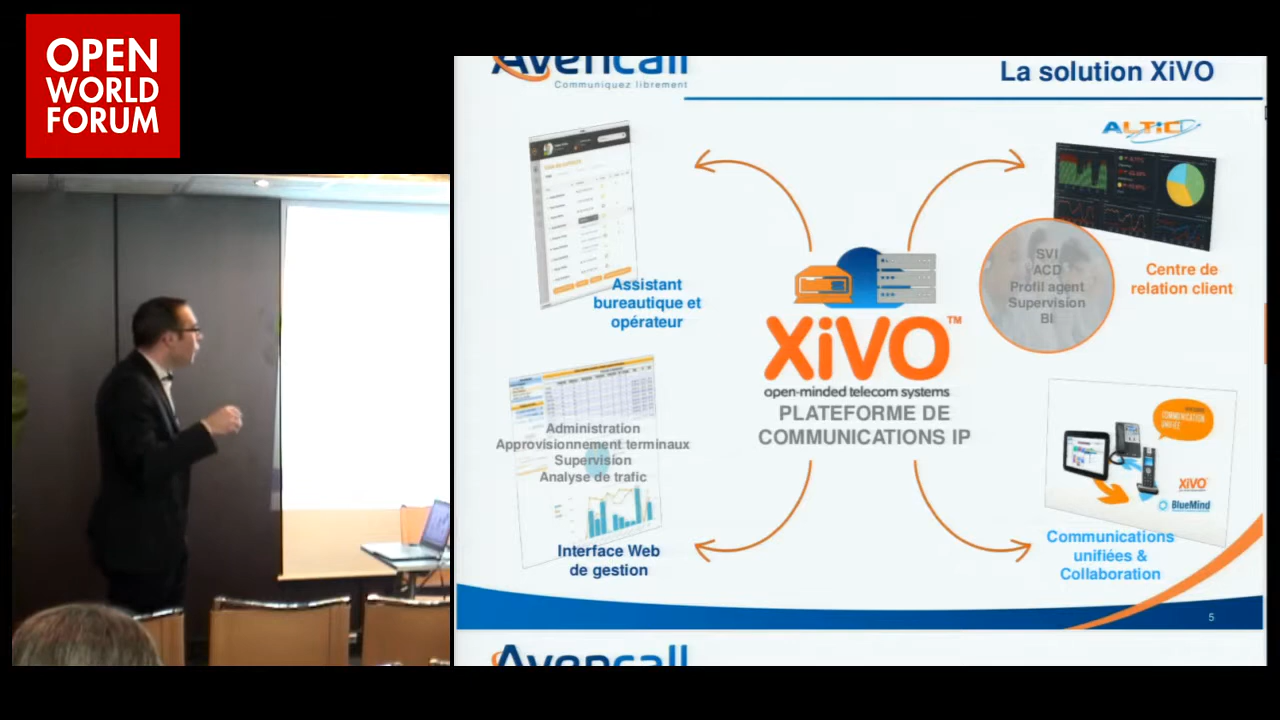 OPEN
WORLD
FORUM
Avencall
Communiquez librement
La solution XiVO
ALTIC
Assistant
bureautique et
opérateur
SVI
ACD
Profil agent
Supervision
BI
Centre de
relation client
XiVO™
open-minded telecom systems
PLATEFORME DE
COMMUNICATIONS IP
Administration
Approvisionnement terminaux
Supervision
Analyse de trafic
Interface Web
de gestion
COMMUNICATION
UNIFIÉE
XiVO
BlueMind
Communications
unifiées &
Collaboration
5
Avencall